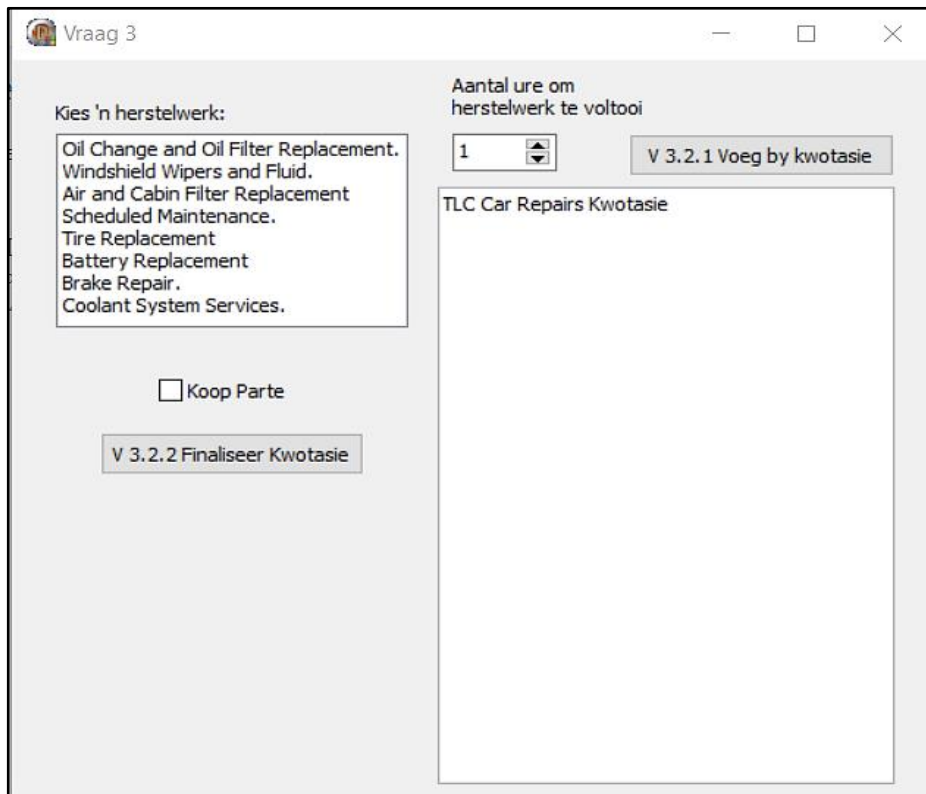 Vraag 3
Kies 'n herstelwerk:
Oil Change and Oil Filter Replacement.
Windshield Wipers and Fluid.
Air and Cabin Filter Replacement
Scheduled Maintenance.
Tire Replacement
Battery Replacement
Brake Repair.
Coolant System Services.
Koop Parte
V 3.2.2 Finaliseer Kwotasie
Aantal ure om
herstelwerk te voltooi
1
V 3.2.1 Voeg by kwotasie
TLC Car Repairs Kwotasie